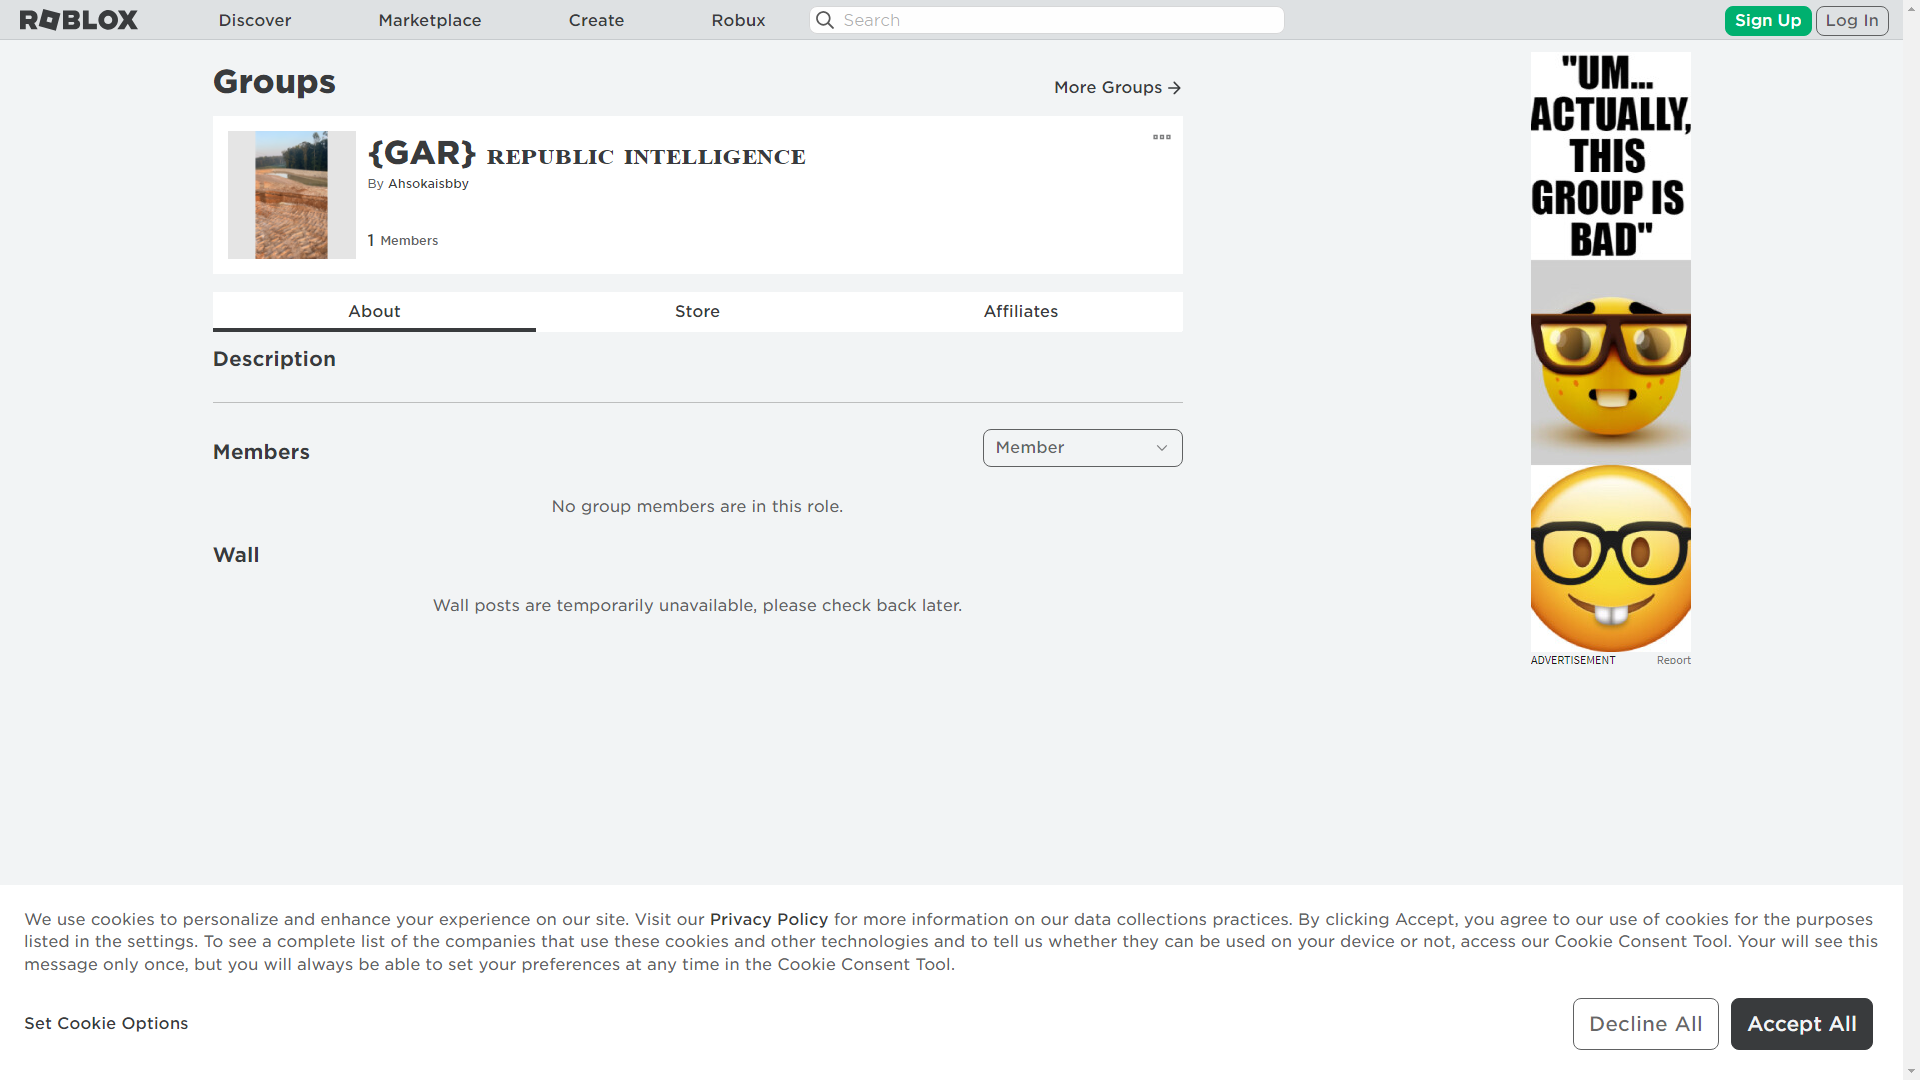 ROBLOX Discover Marketplace Create Robux Search Sign Up Log In
Groups
More Groups
{GAR} ʀᴇᴘᴜʙʟɪᴄ ɪɴᴛᴇʟʟɪɢᴇɴᴄᴇ
By Ahsokaisbby
1 Members
About Store Affiliates
Description
Members
Member
No group members are in this role.
Wall
Wall posts are temporarily unavailable, please check back later.
"UM...
ACTUALLY,
THIS
GROUP IS
BAD"
ADVERTISEMENT Report
We use cookies to personalize and enhance your experience on our site. Visit our Privacy Policy for more information on our data collections practices. By clicking Accept, you agree to our use of cookies for the purposes
listed in the settings. To see a complete list of the companies that use these cookies and other technologies and to tell us whether they can be used on your device or not, access our Cookie Consent Tool. Your will see this
message only once, but you will always be able to set your preferences at any time in the Cookie Consent Tool.
Set Cookie Options
Decline All
Accept All